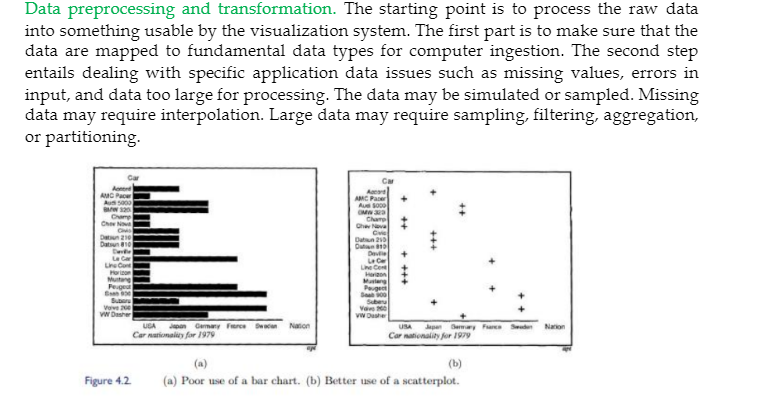 Data preprocessing and transformation. The starting point is to process the raw data
into something usable by the visualization system. The first part is to make sure that the
data are mapped to fundamental data types for computer ingestion. The second step
entails dealing with specific application data issues such as missing values, errors in
input, and data too large for processing. The data may be simulated or sampled. Missing
data may require interpolation. Large data may require sampling, filtering, aggregation,
or partitioning.
Car
Accord
AMC Pacer
Audi 5000
BMW 320
Champ
Chev Nova
Civic
Datsun 210
Datsun 810
Deville
Le Car
Linc Cont
Horizon
Mustang
Peugeot
Saab 900
Subaru
Volvo 260
VW Dasher
USA Japan Germany France Sweden Nation
Car nationality for 1979
Car
Accord
AMC Pacer
Audi 5000
BMW 320
Champ
Chev Nova
Civic
Datsun 210
Datsun 810
Deville
Le Car
Linc Cont
Horizon
Mustang
Peugeot
Saab 900
Subaru
Volvo 260
VW Dasher
USA Japan Germany France Sweden Nation
Car nationality for 1979
(a)
(b)
Figure 4.2. (a) Poor use of a bar chart. (b) Better use of a scatterplot.